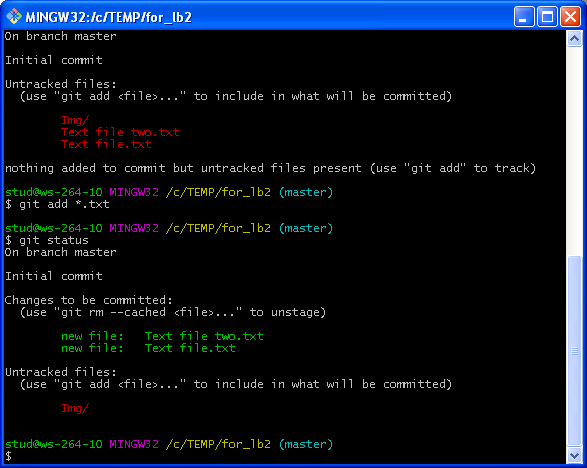 MINGW32:/c/TEMP/for_lb2
On branch master
Initial commit
Untracked files:
(use "git add <file>..." to include in what will be committed)
Img/
Text file two.txt
Text file.txt
nothing added to commit but untracked files present (use "git add" to track)
stud@ws-264-10 MINGW32 /c/TEMP/for_lb2 (master)
$ git add *.txt
stud@ws-264-10 MINGW32 /c/TEMP/for_lb2 (master)
$ git status
On branch master
Initial commit
Changes to be committed:
(use "git rm --cached <file>..." to unstage)
new file:   Text file two.txt
new file:   Text file.txt
Untracked files:
(use "git add <file>..." to include in what will be committed)
Img/
stud@ws-264-10 MINGW32 /c/TEMP/for_lb2 (master)
$